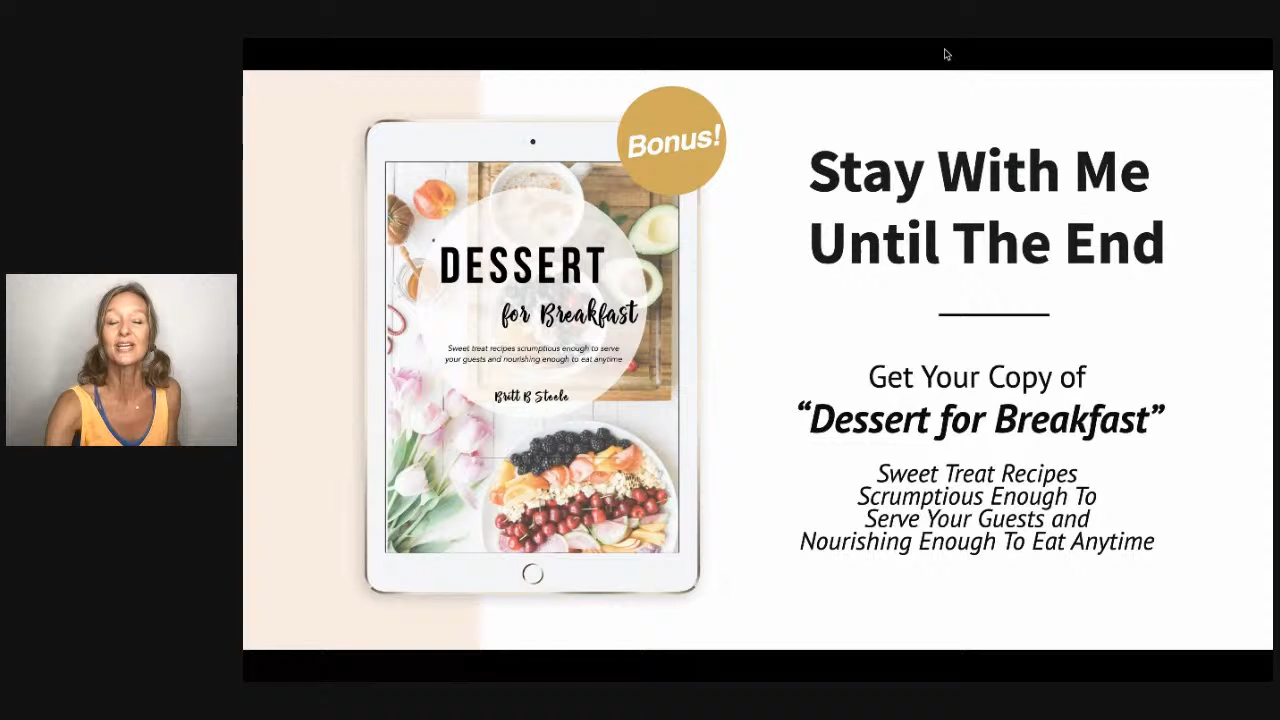 Bonus!
DESSERT
for Breakfast
Sweet treat recipes scrumptious enough to serve
your guests and nourishing enough to eat anytime
Britt B Steele
Stay With Me
Until The End
Get Your Copy of
“Dessert for Breakfast”
Sweet Treat Recipes
Scrumptious Enough To
Serve Your Guests and
Nourishing Enough To Eat Anytime